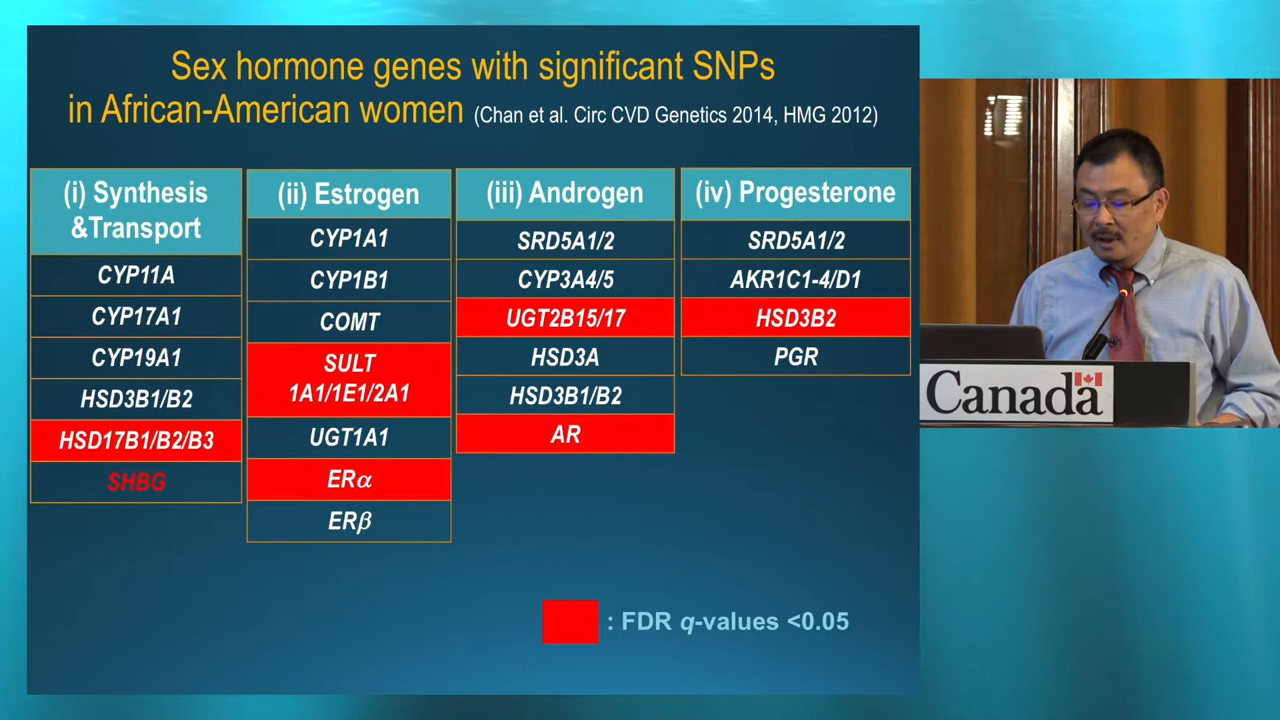 Sex hormone genes with significant SNPs
in African-American women (Chan et al. Circ CVD Genetics 2014, HMG 2012)
(i) Synthesis
&Transport
CYP11A
CYP17A1
CYP19A1
HSD3B1/B2
HSD17B1/B2/B3
SHBG
(ii) Estrogen
CYP1A1
CYP1B1
COMT
SULT
1A1/1E1/2A1
UGT1A1
ERα
ERβ
(iii) Androgen
SRD5A1/2
CYP3A4/5
UGT2B15/17
HSD3A
HSD3B1/B2
AR
(iv) Progesterone
SRD5A1/2
AKR1C1-4/D1
HSD3B2
PGR
: FDR q-values <0.05
Canada